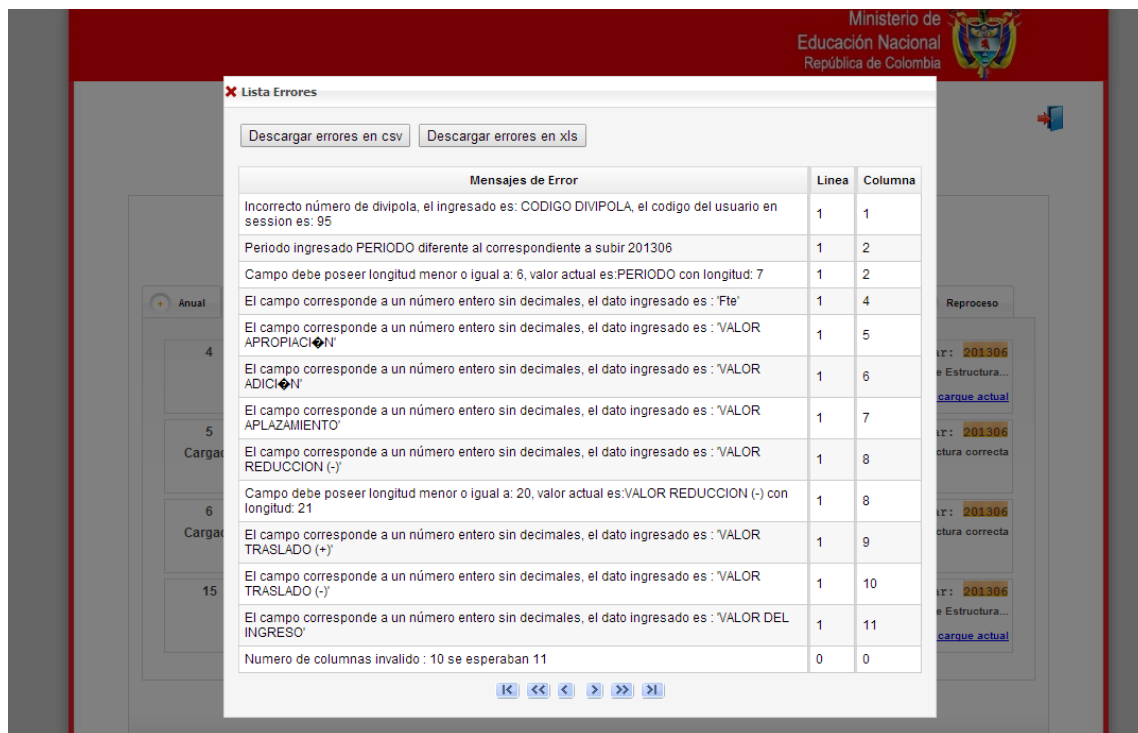 Ministerio de
Educación Nacional
República de Colombia
Lista Errores
Descargar errores en csv Descargar errores en xls
Mensajes de Error Linea Columna
Incorrecto número de divipola, el ingresado es: CODIGO DIVIPOLA, el codigo del usuario en
session es: 95 1 1
Periodo ingresado PERIODO diferente al correspondiente a subir 201306 1 2
Campo debe poseer longitud menor o igual a: 6, valor actual es:PERIODO con longitud: 7 1 2
El campo corresponde a un número entero sin decimales, el dato ingresado es : 'Fte' 1 4
El campo corresponde a un número entero sin decimales, el dato ingresado es : 'VALOR
APROPIACI�N' 1 5
El campo corresponde a un número entero sin decimales, el dato ingresado es : 'VALOR
ADICI�N' 1 6
El campo corresponde a un número entero sin decimales, el dato ingresado es : 'VALOR
APLAZAMIENTO' 1 7
El campo corresponde a un número entero sin decimales, el dato ingresado es : 'VALOR
REDUCCION (-)' 1 8
Campo debe poseer longitud menor o igual a: 20, valor actual es:VALOR REDUCCION (-) con
longitud: 21 1 8
El campo corresponde a un número entero sin decimales, el dato ingresado es : 'VALOR
TRASLADO (+)' 1 9
El campo corresponde a un número entero sin decimales, el dato ingresado es : 'VALOR
TRASLADO (-)' 1 10
El campo corresponde a un número entero sin decimales, el dato ingresado es : 'VALOR DEL
INGRESO' 1 11
Numero de columnas invalido : 10 se esperaban 11 0 0
Anual
Reproceso
4
ar: 201306
e Estructura...
cargue actual
5
Cargad
ar: 201306
ctura correcta
6
Cargad
ar: 201306
ctura correcta
15
ar: 201306
e Estructura...
cargue actual